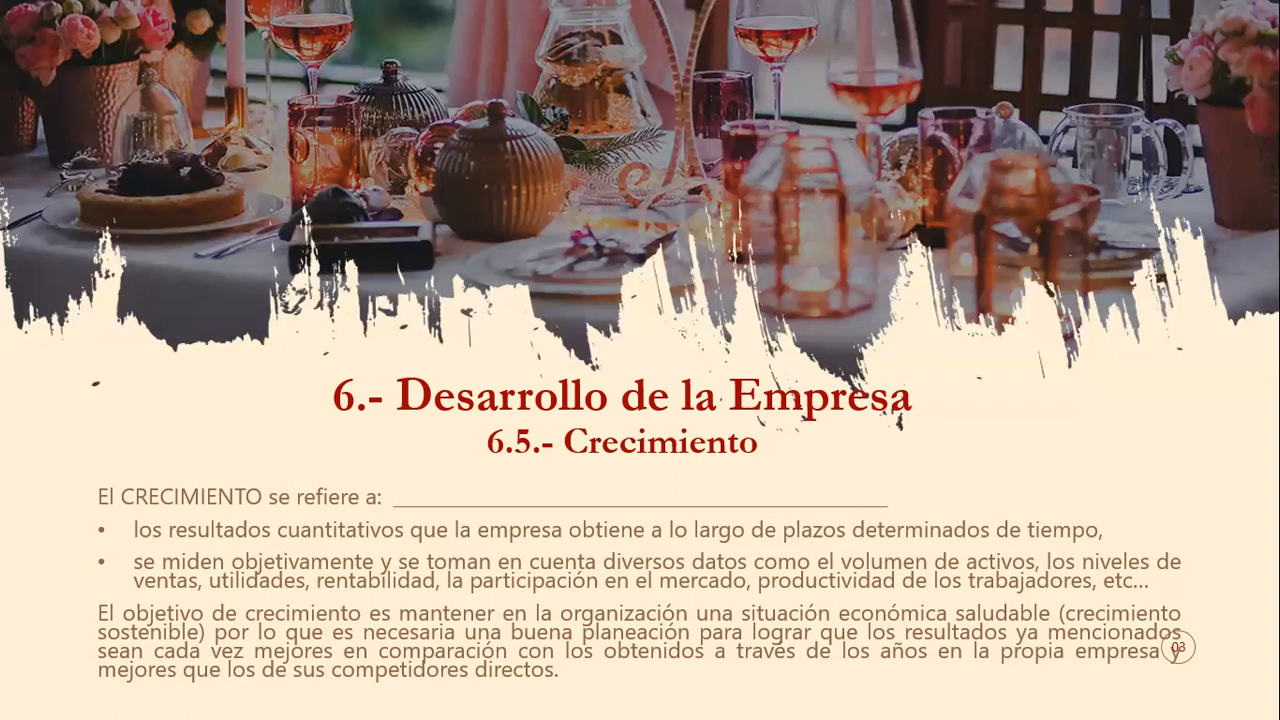 6.- Desarrollo de la Empresa
6.5.- Crecimiento
El CRECIMIENTO se refiere a: ________________________________________
• los resultados cuantitativos que la empresa obtiene a lo largo de plazos determinados de tiempo,
• se miden objetivamente y se toman en cuenta diversos datos como el volumen de activos, los niveles de
ventas, utilidades, rentabilidad, la participación en el mercado, productividad de los trabajadores, etc...
El objetivo de crecimiento es mantener en la organización una situación económica saludable (crecimiento
sostenible) por lo que es necesaria una buena planeación para lograr que los resultados ya mencionados
sean cada vez mejores en comparación con los obtenidos a través de los años en la propia empresa y
mejores que los de sus competidores directos.
03